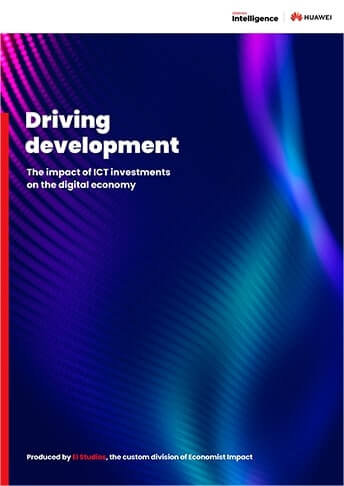 Intelligence
HUAWEI
Driving
development
The impact of ICT investments
on the digital economy
Produced by EI Studios, the custom division of Economist Impact